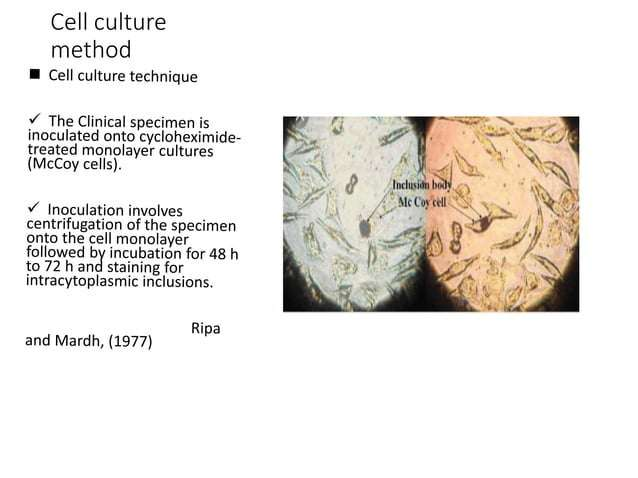 Cell culture
method
■ Cell culture technique
✓ The Clinical specimen is
inoculated onto cycloheximide-
treated monolayer cultures
(McCoy cells).
✓ Inoculation involves
centrifugation of the specimen
onto the cell monolayer
followed by incubation for 48 h
to 72 h and staining for
intracytoplasmic inclusions.
Ripa
and Mardh, (1977)
Inclusion body
Mc Coy cell